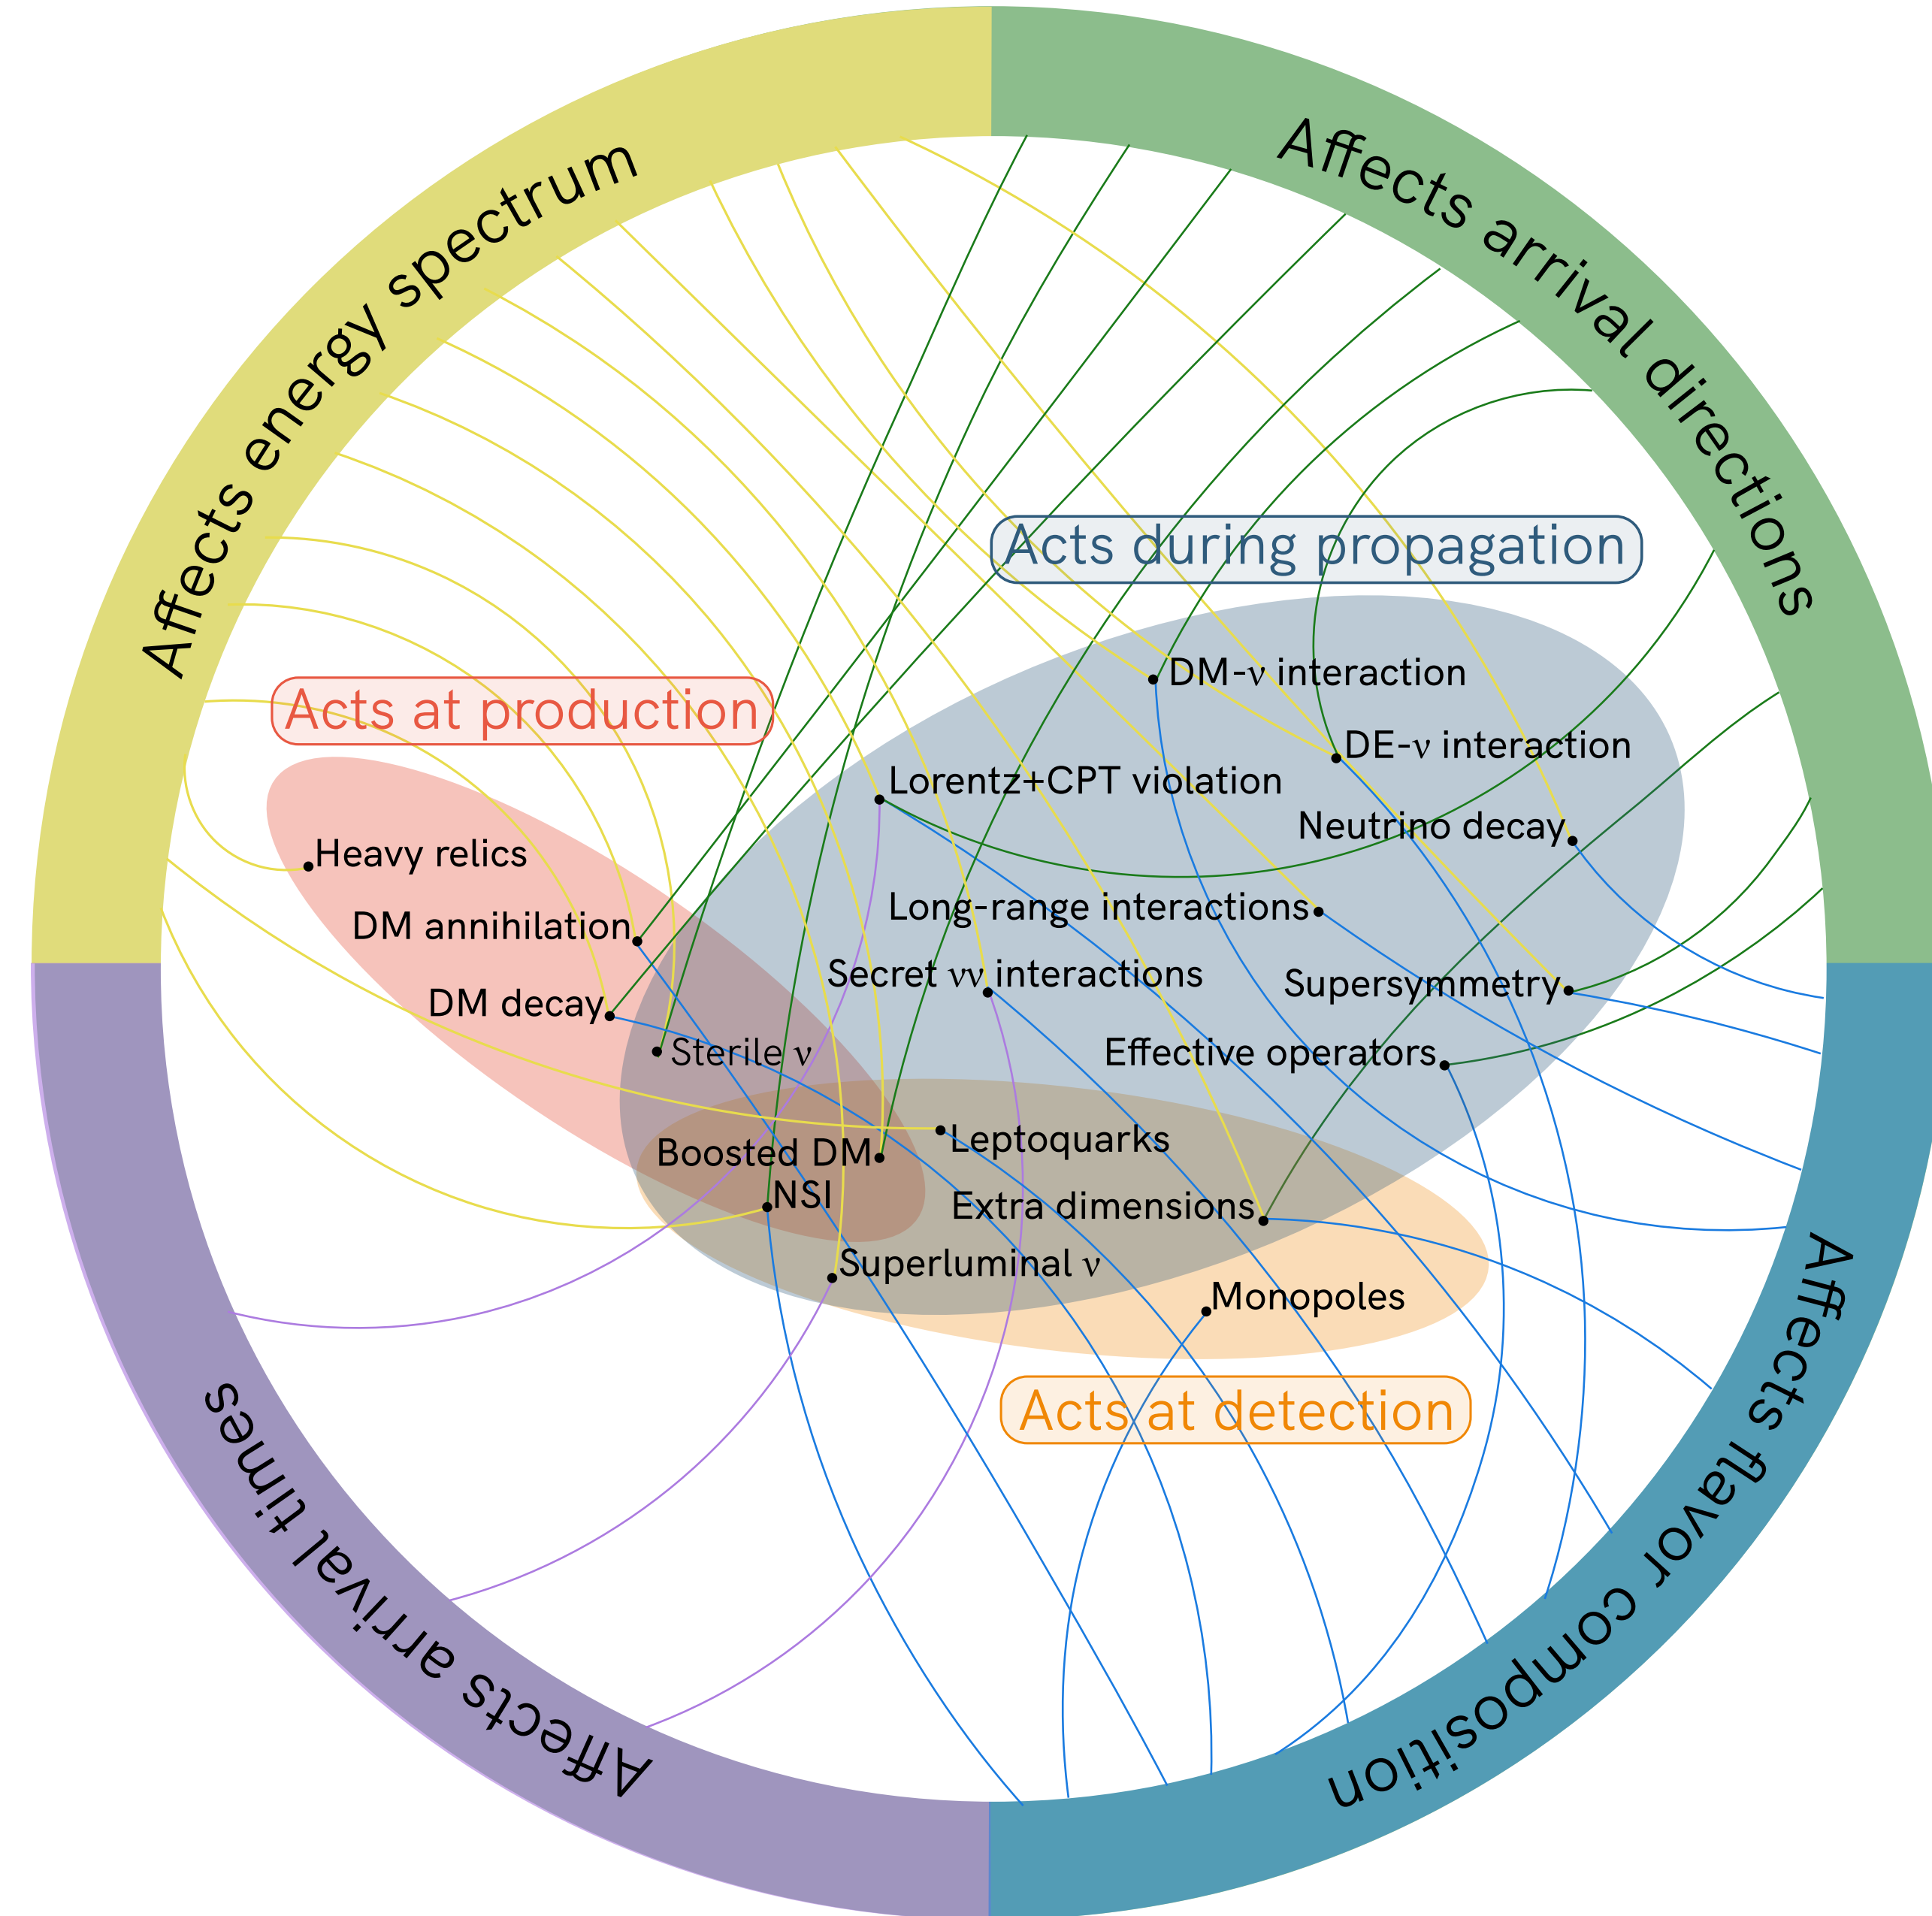 Affects energy spectrum
Affects arrival directions
Acts during propagation
DM-ν interaction
Acts at production
DE-ν interaction
Lorentz+CPT violation
Neutrino decay
Heavy relics
Long-range interactions
DM annihilation
Secret νν interactions
Supersymmetry
DM decay
Sterile ν
Effective operators
Leptoquarks
Boosted DM
NSI
Extra dimensions
Superluminal ν
Monopoles
Acts at detection
Affects arrival times
Affects flavor composition